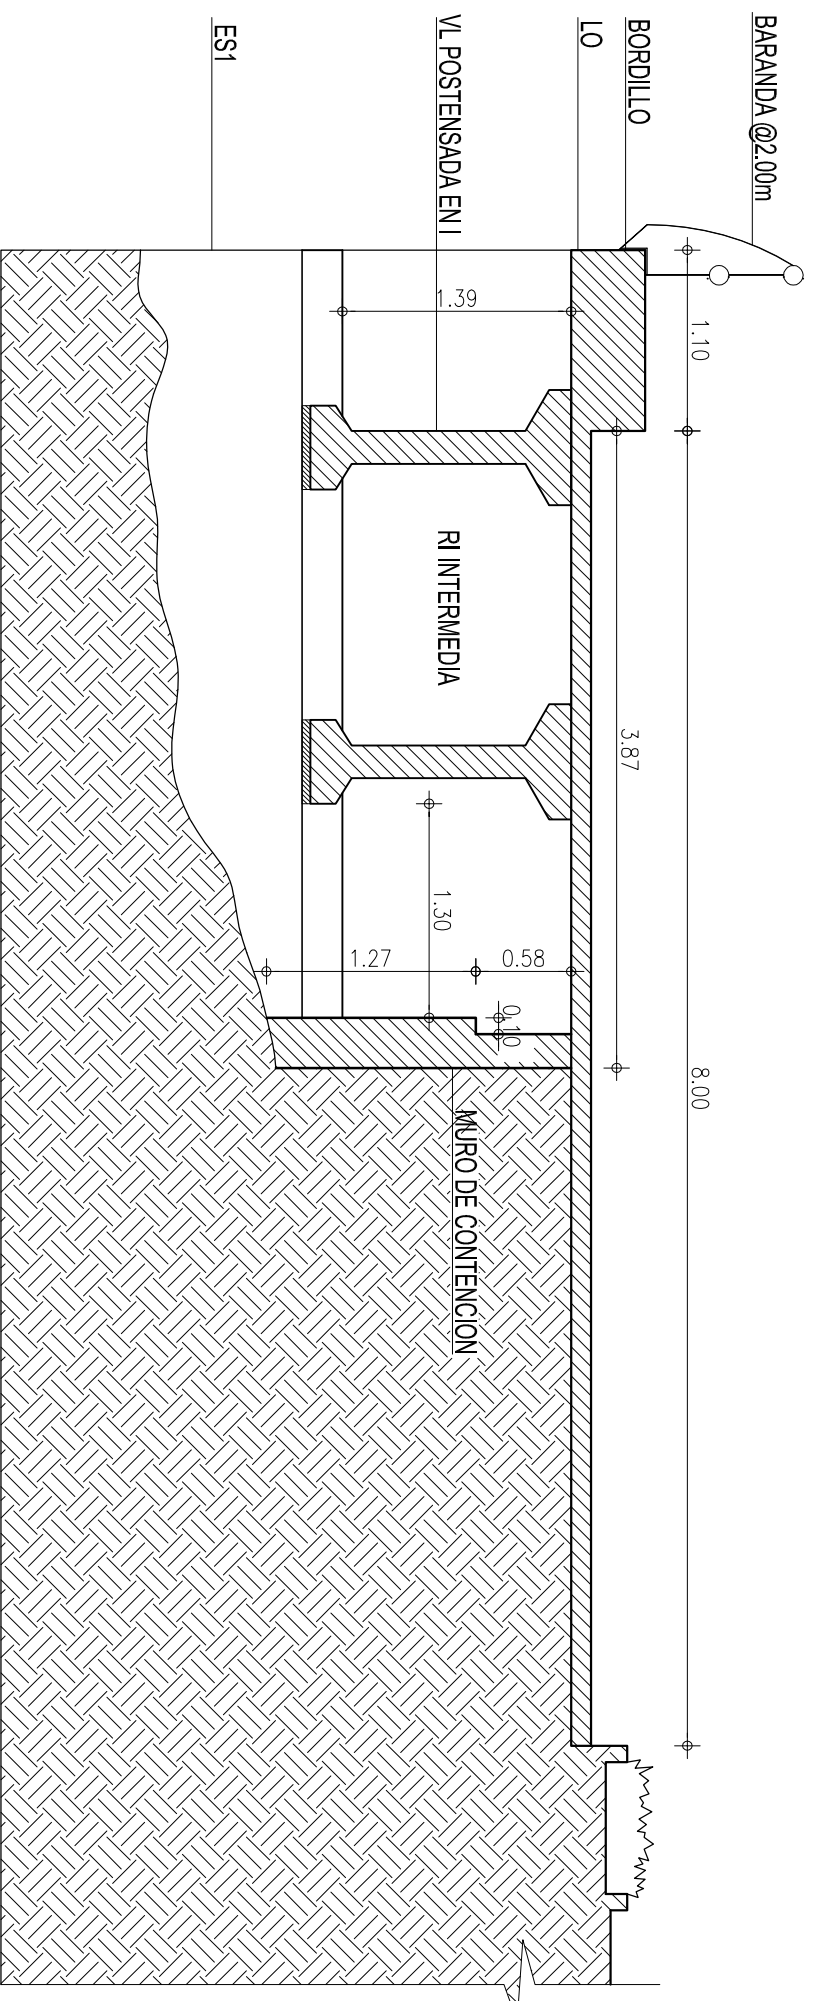 BARANDA @2.00m
BORDILLO
LO
VL POSTENSADA EN I
ES1
1.10
8.00
3.87
1.39
RI INTERMEDIA
1.30
0.58
1.27
0.10
MURO DE CONTENCION